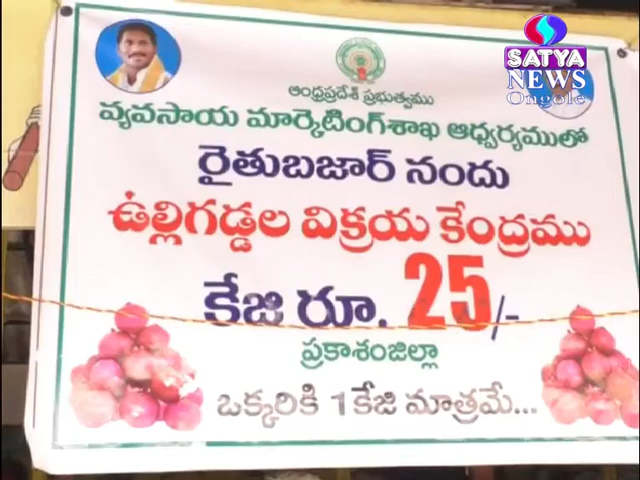 SATYA
NEWS
Ongole
ఆంధ్రప్రదేశ్ ప్రభుత్వము
వ్యవసాయ మార్కెటింగ్‌శాఖ ఆధ్వర్యములో
రైతుబజార్ నందు
ఉల్లిగడ్డల విక్రయ కేంద్రము
కేజి రూ. 25/-
ప్రకాశంజిల్లా
ఒక్కరికి 1 కేజి మాత్రమే...